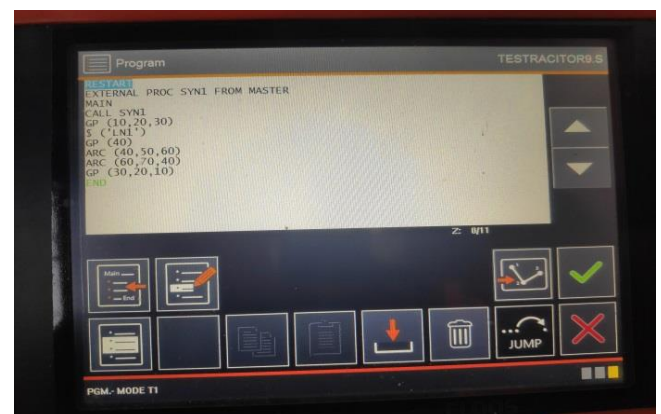 Program
TESTRACITOR9.S
RESTART
EXTERNAL PROC SYN1 FROM MASTER
MAIN
CALL SYN1
GP (10,20,30)
$ ('LN1')
GP (40)
ARC (40,50,60)
ARC (60,70,40)
GP (30,20,10)
END
Z: 0/11
Main
End
JUMP
PGM.- MODE T1